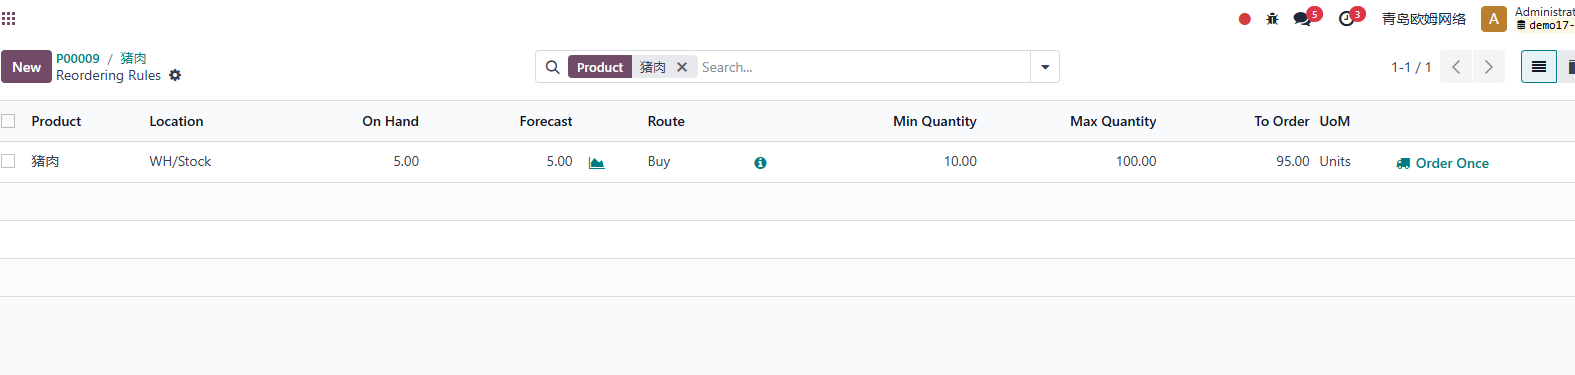 5 3 青岛欧姆网络 A Administrat
demo17-
New P00009 / 猪肉
Reordering Rules
Product 猪肉 Search...
1-1 / 1
Product Location On Hand Forecast Route Min Quantity Max Quantity To Order UoM
猪肉 WH/Stock 5.00 5.00 Buy 10.00 100.00 95.00 Units Order Once